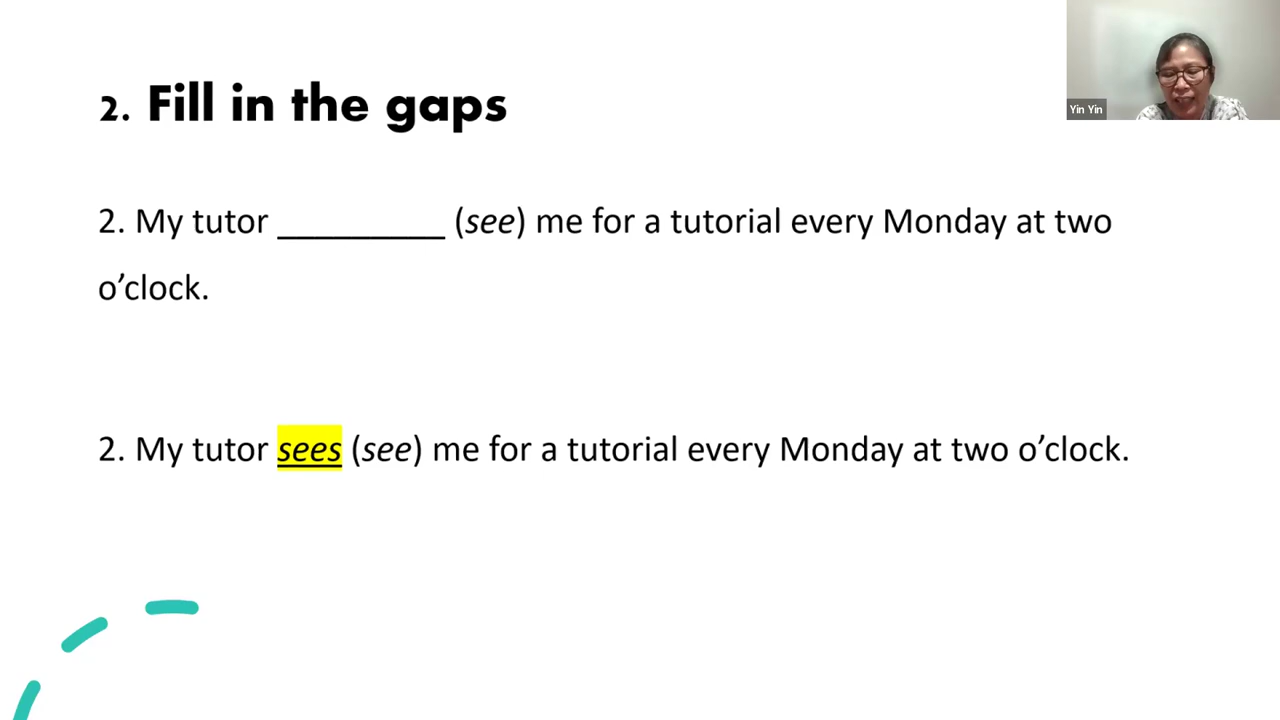 Yin Yin
2. Fill in the gaps
2. My tutor _________ (see) me for a tutorial every Monday at two
o’clock.
2. My tutor sees (see) me for a tutorial every Monday at two o’clock.